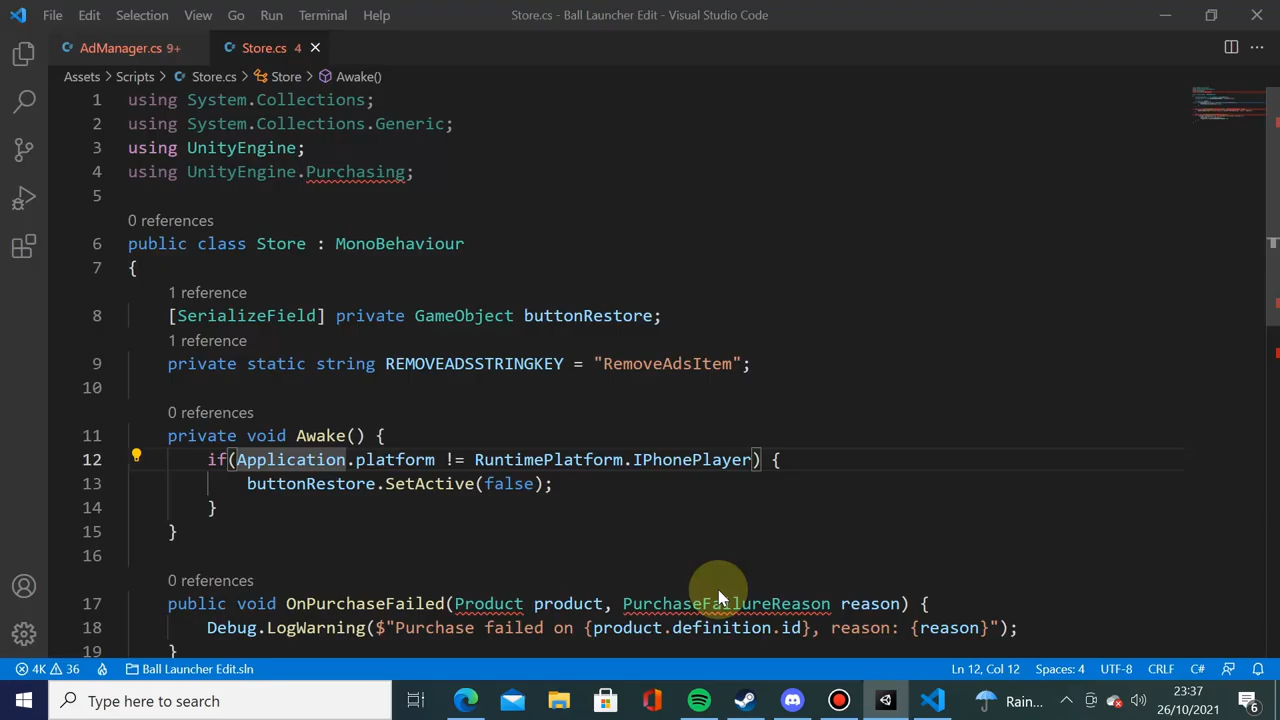 File Edit Selection View Go Run Terminal Help Store.cs - Ball Launcher Edit - Visual Studio Code
AdManager.cs 9+ Store.cs 4
Assets > Scripts > Store.cs > Store > Awake()
1 using System.Collections;
2 using System.Collections.Generic;
3 using UnityEngine;
4 using UnityEngine.Purchasing;
5
0 references
6 public class Store : MonoBehaviour
7 {
1 reference
8 [SerializeField] private GameObject buttonRestore;
1 reference
9 private static string REMOVEADSSTRINGKEY = "RemoveAdsItem";
10
0 references
11 private void Awake() {
12 if(Application.platform != RuntimePlatform.IPhonePlayer) {
13 buttonRestore.SetActive(false);
14 }
15 }
16
0 references
17 public void OnPurchaseFailed(Product product, PurchaseFailureReason reason) {
18 Debug.LogWarning($"Purchase failed on {product.definition.id}, reason: {reason}");
19 }
4K 36 Ball Launcher Edit.sln Ln 12, Col 12 Spaces: 4 UTF-8 CRLF C#
Type here to search Rain... 23:37
26/10/2021 6